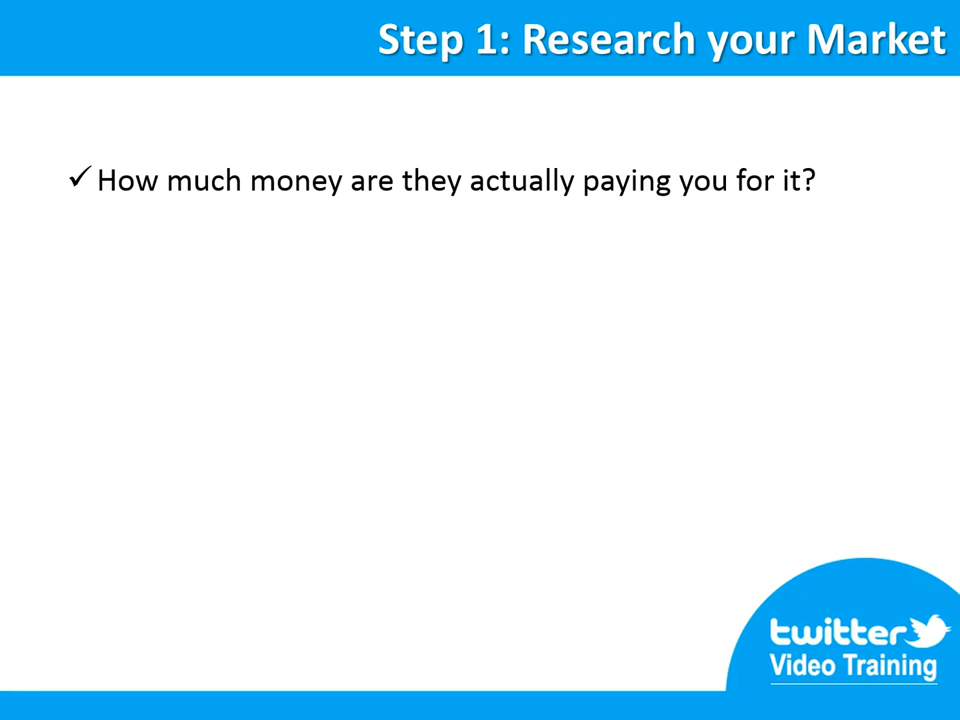 Step 1: Research your Market
✓ How much money are they actually paying you for it?
twitter
Video Training